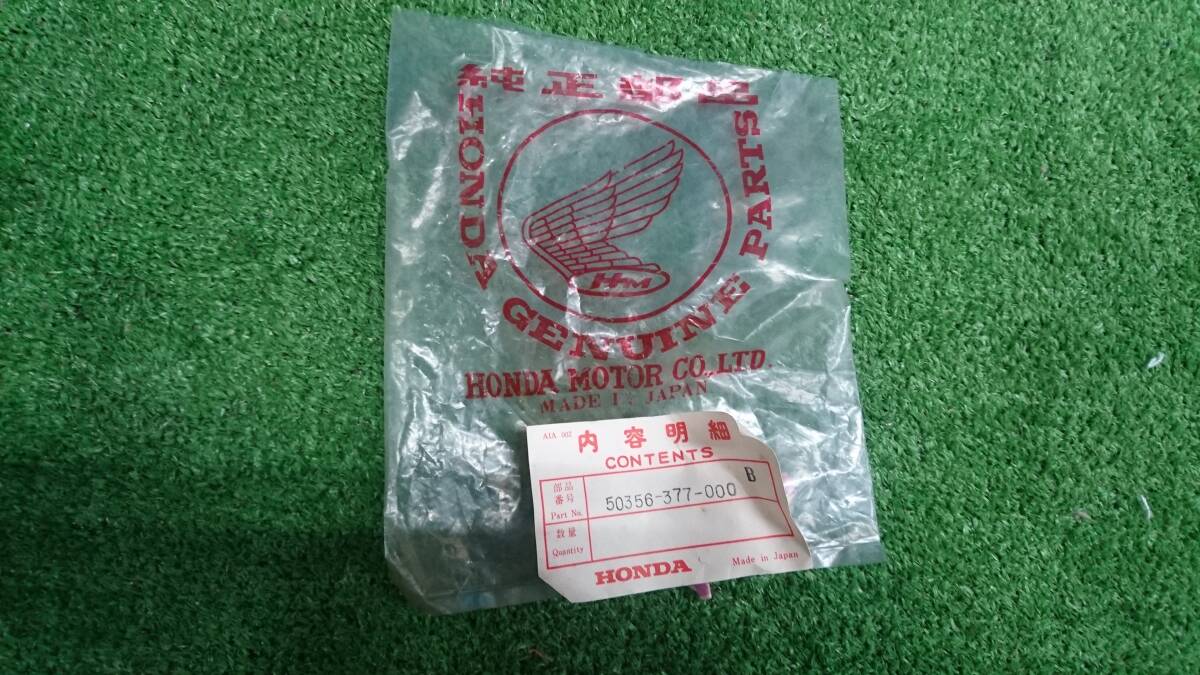 純正部品
HONDA GENUINE PARTS
HM
HONDA MOTOR CO.,LTD.
MADE IN JAPAN
A1A 002
内容明細
CONTENTS
B
部品番号
Part No.
50356-377-000
数量
Quantity
HONDA
Made in Japan